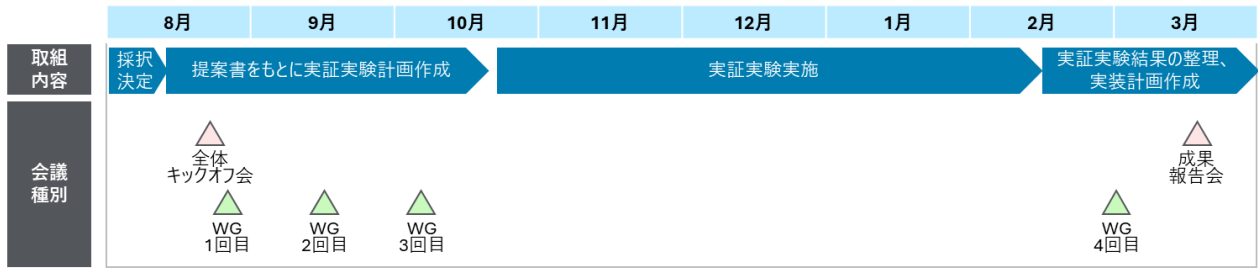 8月 9月 10月 11月 12月 1月 2月 3月
取組
内容
採択
決定
提案書をもとに実証実験計画作成
実証実験実施
実証実験結果の整理、
実装計画作成
会議
種別
全体
キックオフ会
成果
報告会
WG
1回目
WG
2回目
WG
3回目
WG
4回目